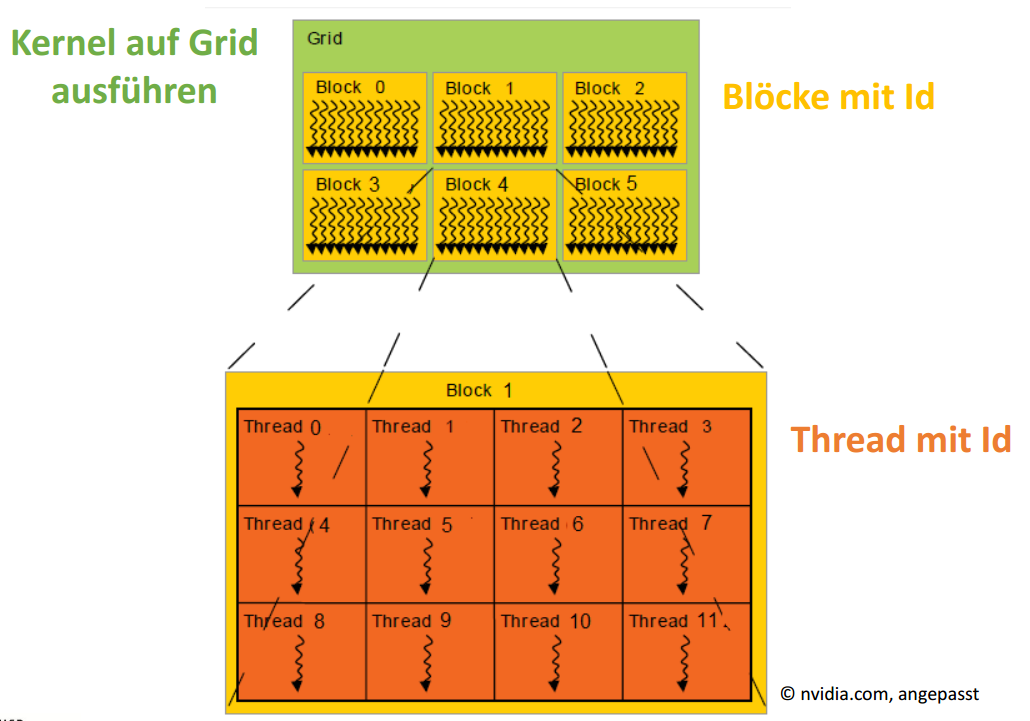 Kernel auf Grid
ausführen
Grid
Block 0
Block 1
Block 2
Blöcke mit Id
Block 3
Block 4
Block 5
Block 1
Thread 0
Thread 1
Thread 2
Thread 3
Thread mit Id
Thread 4
Thread 5
Thread 6
Thread 7
Thread 8
Thread 9
Thread 10
Thread 11
© nvidia.com, angepasst